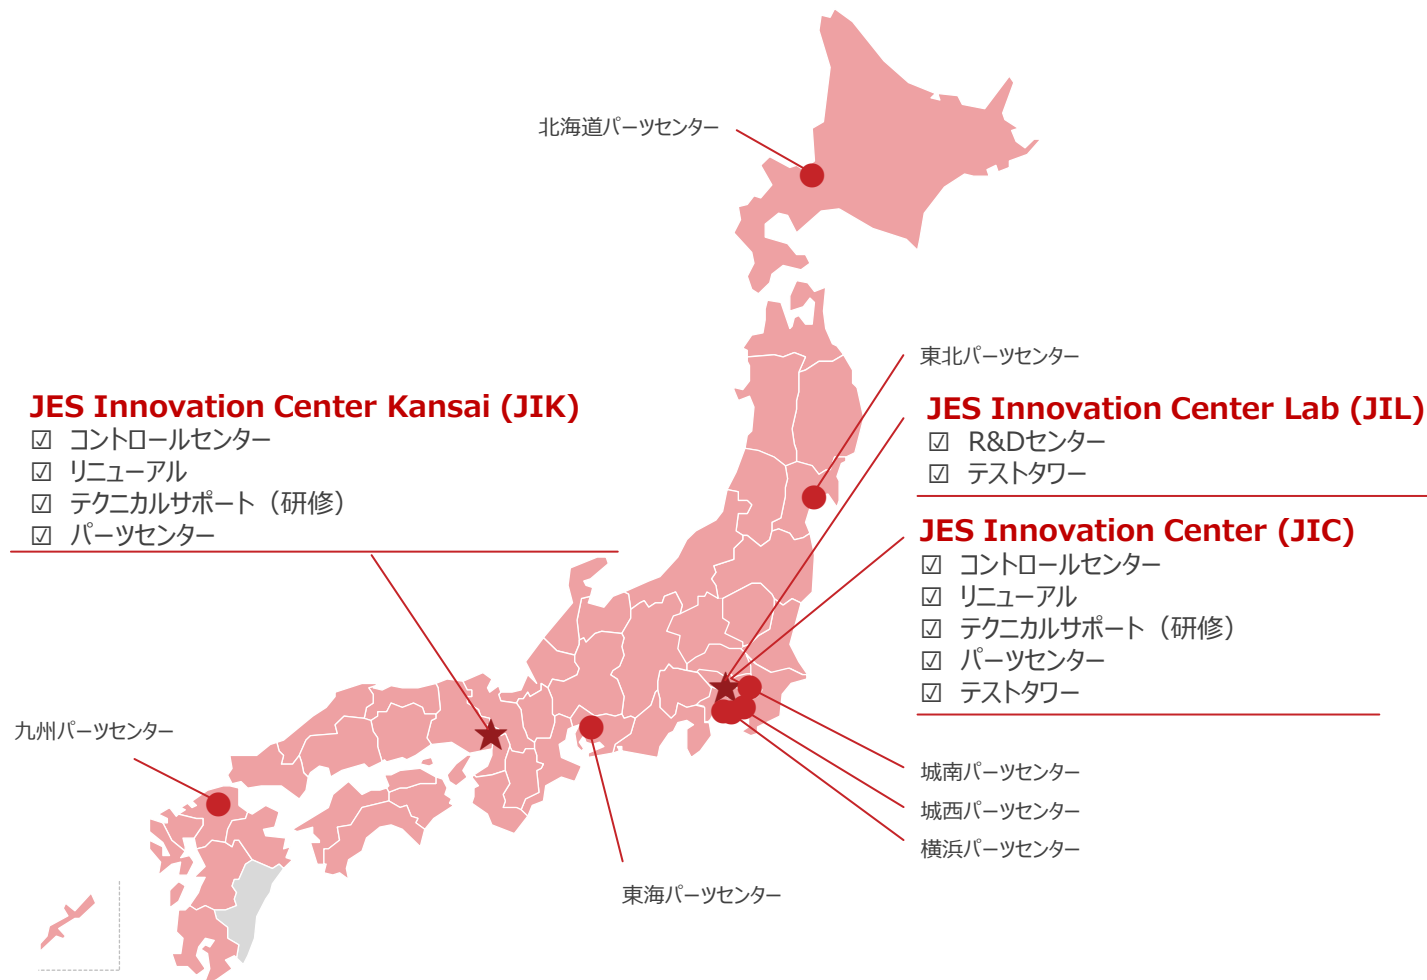 北海道パーツセンター
東北パーツセンター
JES Innovation Center Kansai (JIK)
☑ コントロールセンター
☑ リニューアル
☑ テクニカルサポート（研修）
☑ パーツセンター
JES Innovation Center Lab (JIL)
☑ R&Dセンター
☑ テストタワー
JES Innovation Center (JIC)
☑ コントロールセンター
☑ リニューアル
☑ テクニカルサポート（研修）
☑ パーツセンター
☑ テストタワー
九州パーツセンター
城南パーツセンター
城西パーツセンター
横浜パーツセンター
東海パーツセンター